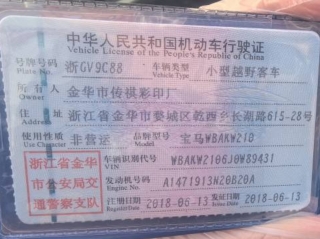 中华人民共和国机动车行驶证
Vehicle License of the People's Republic of China
号牌号码 浙GV9C88 车辆类型 小型越野客车
Plate No. Vehicle Type
所有人 金华市传祺彩印厂
Owner
住址 浙江省金华市婺城区乾西乡长湖路615-28号
Address
使用性质 非营运 品牌型号 宝马WBAKW210
Use Character Model
浙江省金华市公安局交通警察支队
车辆识别代号 WBAKW2106J0W89431
VIN
发动机号码 A1471913N20B20A
Engine No.
注册日期 2018-06-13 发证日期 2018-06-13
Register Date Issue Date